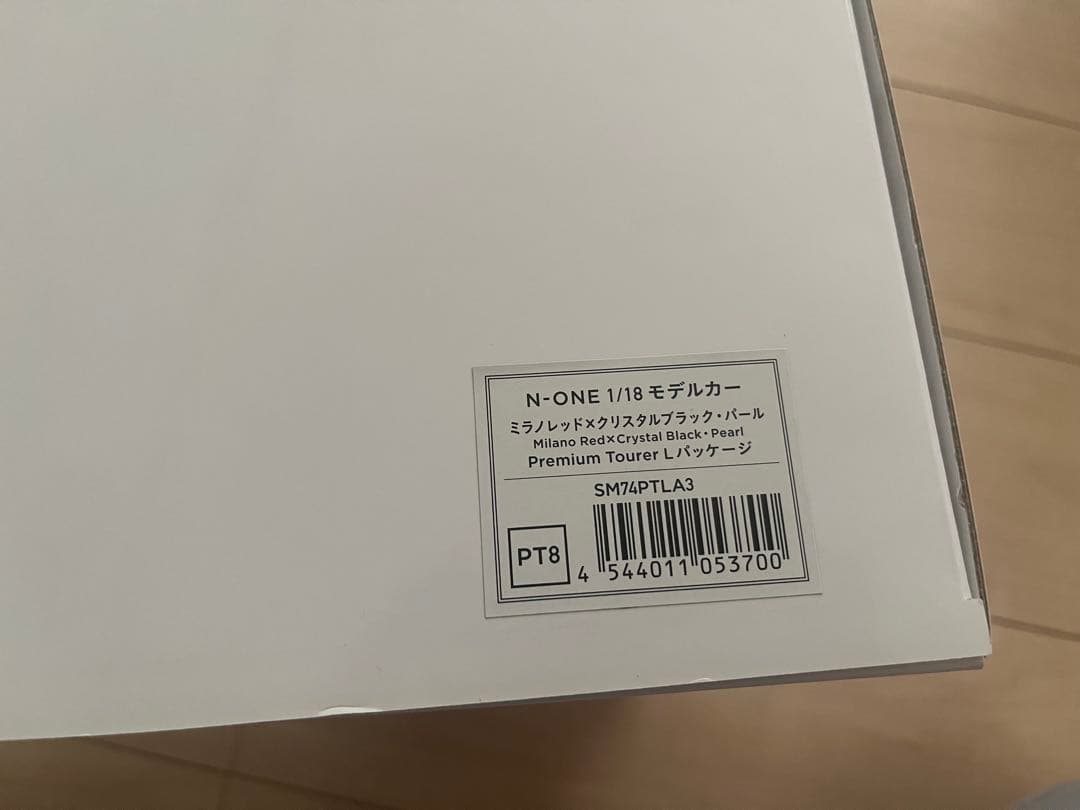 N-ONE 1/18 モデルカー
ミラノレッド×クリスタルブラック・パール
Milano Red×Crystal Black・Pearl
Premium Tourer L パッケージ
SM74PTLA3
PT8
4 544011 053700